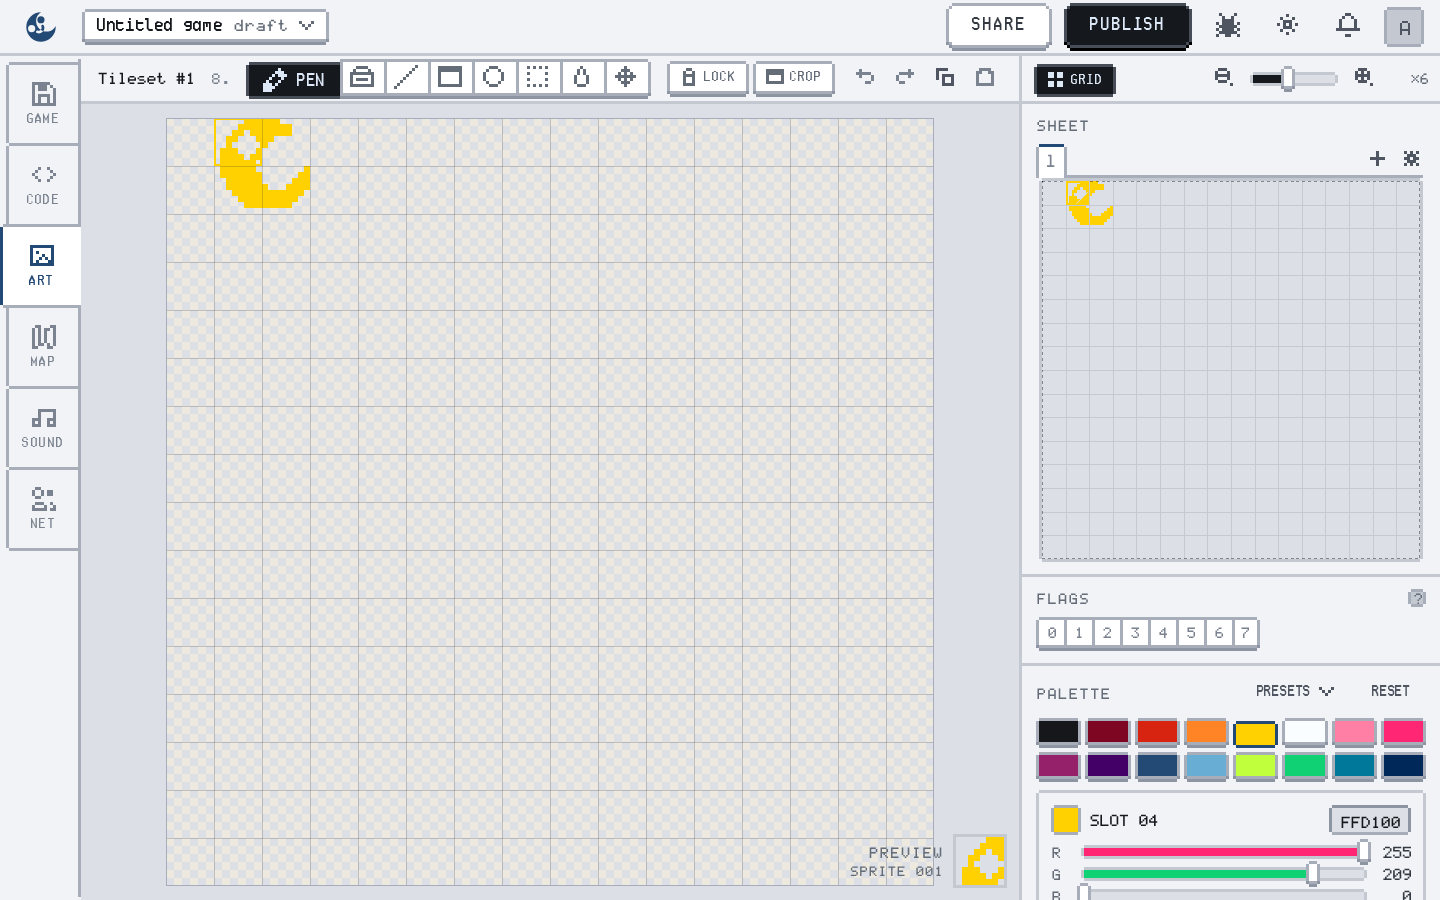 Untitled game draft
SHARE
PUBLISH
A
GAME
CODE
ART
MAP
SOUND
NET
Tileset #1 8.
PEN
LOCK
CROP
GRID
×6
SHEET
1
FLAGS
?
0 1 2 3 4 5 6 7
PALETTE
PRESETS
RESET
SLOT 04
FFD100
R 255
G 209
B 0
PREVIEW
SPRITE 001